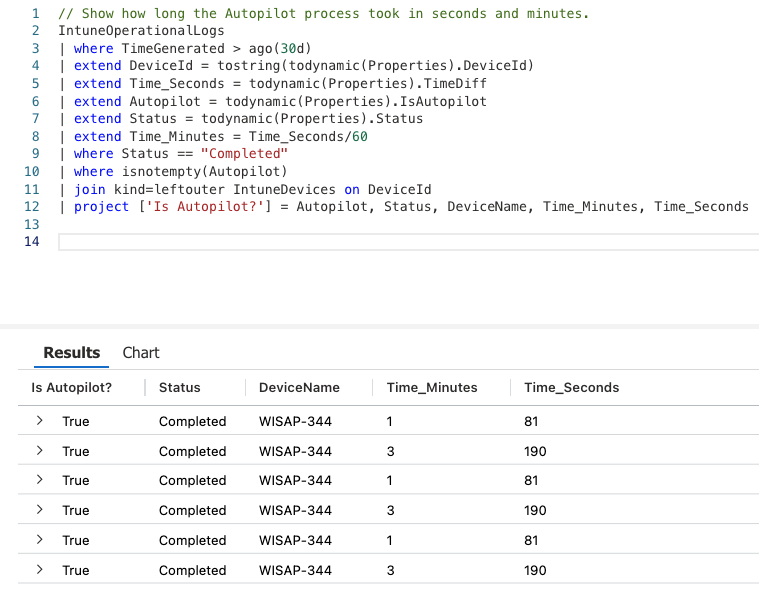 1 // Show how long the Autopilot process took in seconds and minutes.
2 IntuneOperationalLogs
3 | where TimeGenerated > ago(30d)
4 | extend DeviceId = tostring(todynamic(Properties).DeviceId)
5 | extend Time_Seconds = todynamic(Properties).TimeDiff
6 | extend Autopilot = todynamic(Properties).IsAutopilot
7 | extend Status = todynamic(Properties).Status
8 | extend Time_Minutes = Time_Seconds/60
9 | where Status == "Completed"
10 | where isnotempty(Autopilot)
11 | join kind=leftouter IntuneDevices on DeviceId
12 | project ['Is Autopilot?'] = Autopilot, Status, DeviceName, Time_Minutes, Time_Seconds
13
14
Results Chart
Is Autopilot? Status DeviceName Time_Minutes Time_Seconds
True Completed WISAP-344 1 81
True Completed WISAP-344 3 190
True Completed WISAP-344 1 81
True Completed WISAP-344 3 190
True Completed WISAP-344 1 81
True Completed WISAP-344 3 190